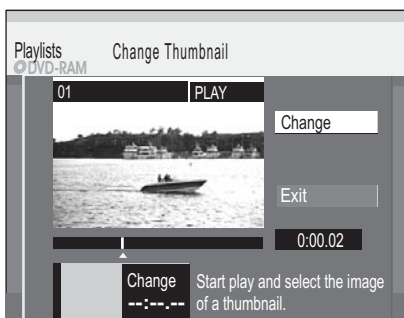 Playlists
Change Thumbnail
DVD-RAM
01
PLAY
Change
Exit
0:00.02
Change
--:--.--
Start play and select the image
of a thumbnail.